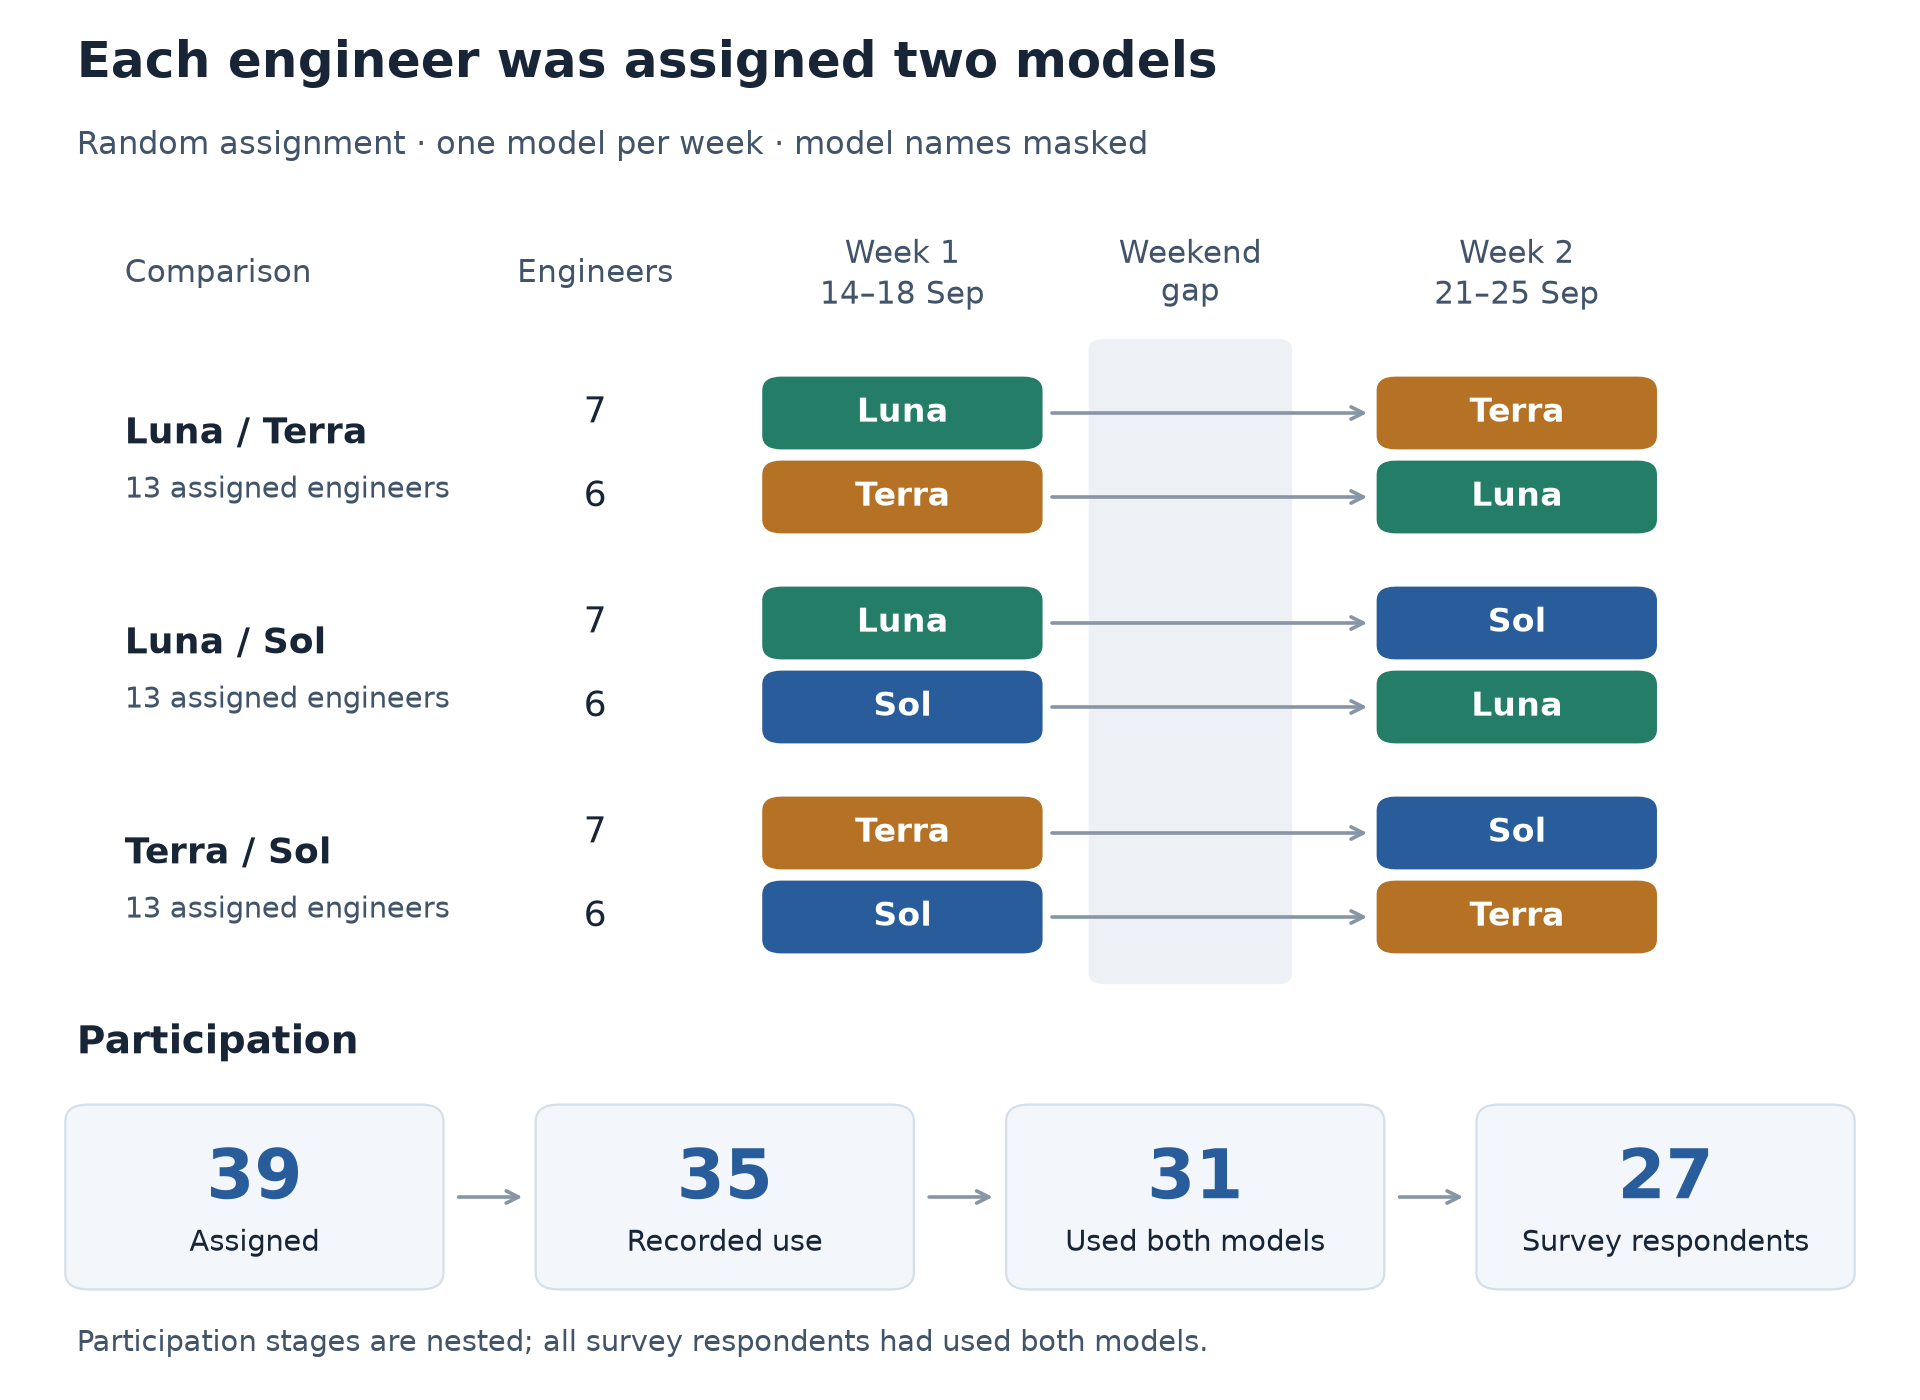 Each engineer was assigned two models
Random assignment · one model per week · model names masked
Comparison
Engineers
Week 1
14–18 Sep
Weekend
gap
Week 2
21–25 Sep
Luna / Terra
13 assigned engineers
7
Luna
Terra
6
Terra
Luna
Luna / Sol
13 assigned engineers
7
Luna
Sol
6
Sol
Luna
Terra / Sol
13 assigned engineers
7
Terra
Sol
6
Sol
Terra
Participation
39
Assigned
35
Recorded use
31
Used both models
27
Survey respondents
Participation stages are nested; all survey respondents had used both models.